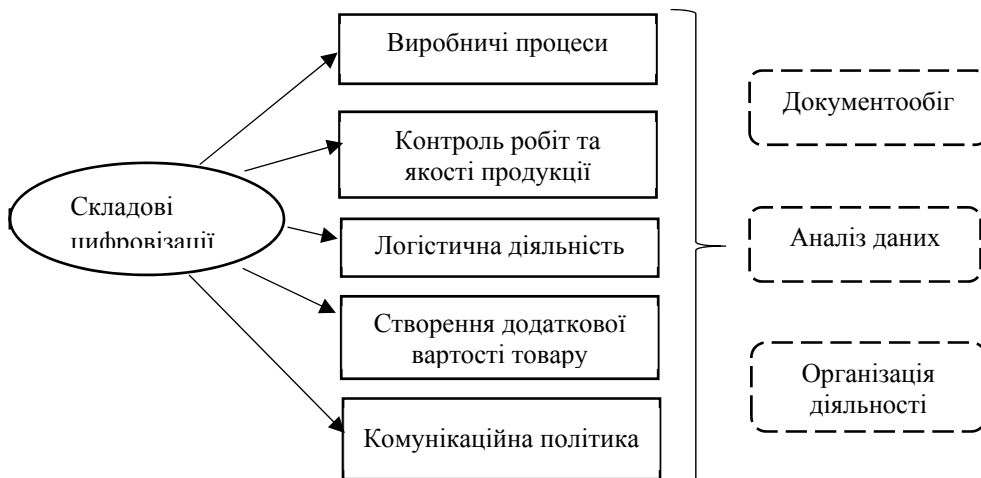 Складові
цифровізації
Виробничі процеси
Контроль робіт та
якості продукції
Логістична діяльність
Створення додаткової
вартості товару
Комунікаційна політика
Документообіг
Аналіз даних
Організація
діяльності